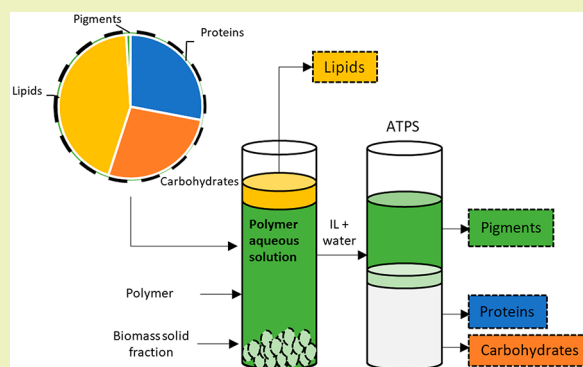 Pigments
Proteins
Lipids
Carbohydrates
Lipids
ATPS
Polymer
aqueous
solution
IL +
water
Pigments
Polymer
Proteins
Biomass solid
fraction
Carbohydrates